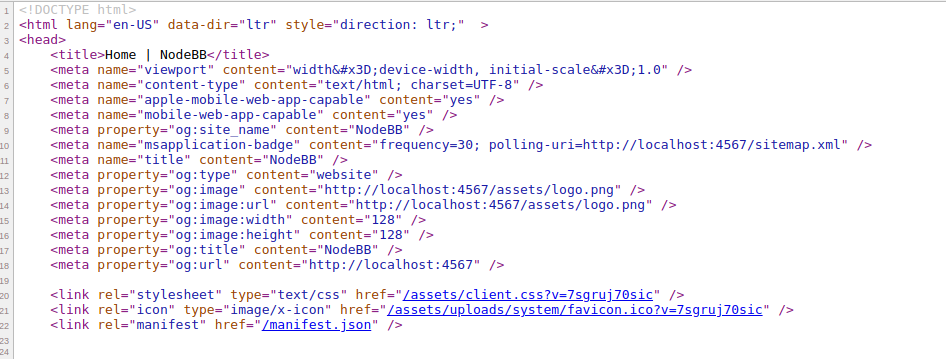 1 <!DOCTYPE html>
2 <html lang="en-US" data-dir="ltr" style="direction: ltr;"  >
3 <head>
4     <title>Home | NodeBB</title>
5     <meta name="viewport" content="width&#x3D;device-width, initial-scale&#x3D;1.0" />
6     <meta name="content-type" content="text/html; charset=UTF-8" />
7     <meta name="apple-mobile-web-app-capable" content="yes" />
8     <meta name="mobile-web-app-capable" content="yes" />
9     <meta property="og:site_name" content="NodeBB" />
10     <meta name="msapplication-badge" content="frequency=30; polling-uri=http://localhost:4567/sitemap.xml" />
11     <meta name="title" content="NodeBB" />
12     <meta property="og:type" content="website" />
13     <meta property="og:image" content="http://localhost:4567/assets/logo.png" />
14     <meta property="og:image:url" content="http://localhost:4567/assets/logo.png" />
15     <meta property="og:image:width" content="128" />
16     <meta property="og:image:height" content="128" />
17     <meta property="og:title" content="NodeBB" />
18     <meta property="og:url" content="http://localhost:4567" />
19
20     <link rel="stylesheet" type="text/css" href="/assets/client.css?v=7sgruj70sic" />
21     <link rel="icon" type="image/x-icon" href="/assets/uploads/system/favicon.ico?v=7sgruj70sic" />
22     <link rel="manifest" href="/manifest.json" />
23
24